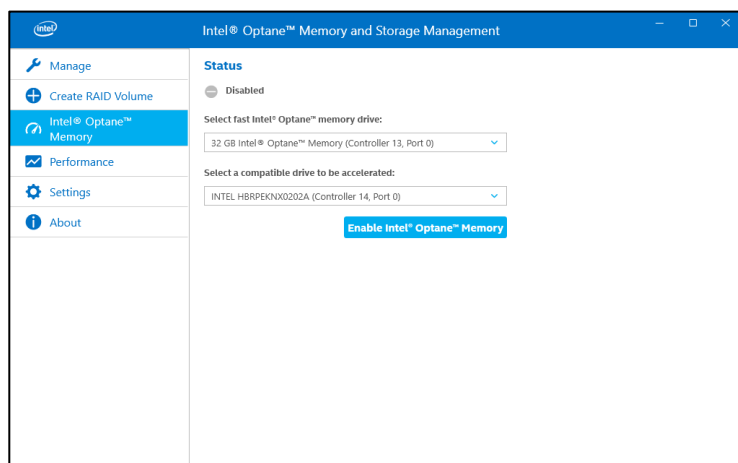 intel
Intel® Optane™ Memory and Storage Management
Manage
Create RAID Volume
Intel® Optane™
Memory
Performance
Settings
About
Status
Disabled
Select fast Intel® Optane™ memory drive:
32 GB Intel® Optane™ Memory (Controller 13, Port 0)
Select a compatible drive to be accelerated:
INTEL HBRPEKNX0202A (Controller 14, Port 0)
Enable Intel® Optane™ Memory